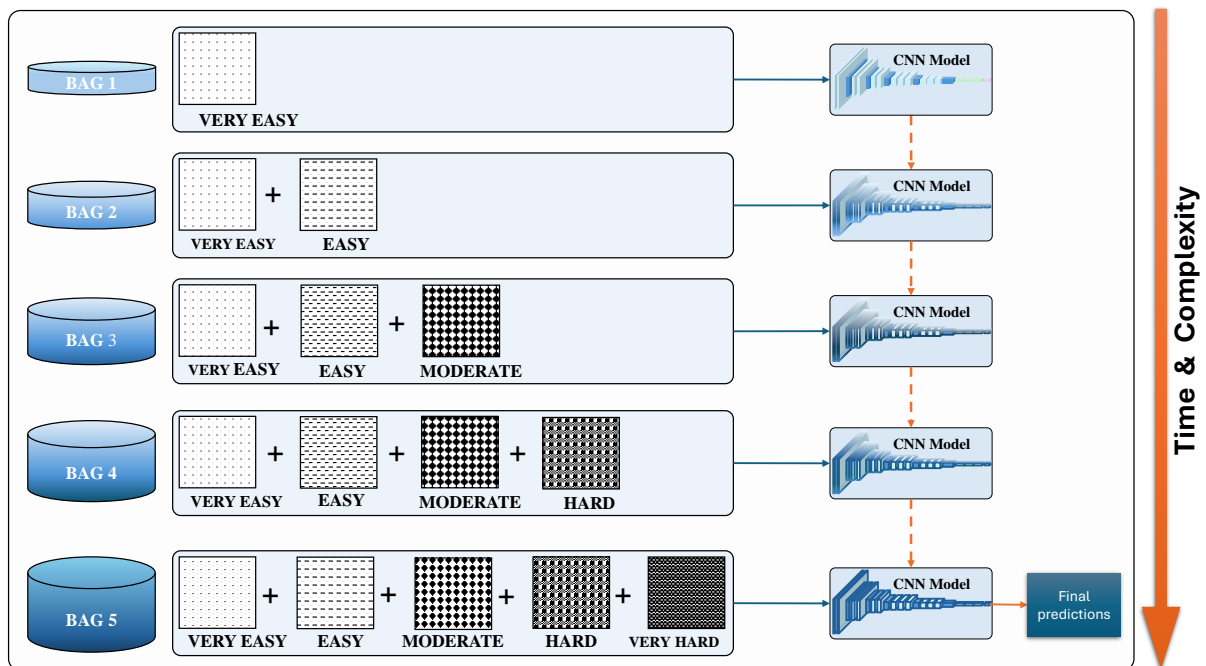 BAG 1
VERY EASY
CNN Model
BAG 2
+
VERY EASY
EASY
CNN Model
BAG 3
+
+
VERY EASY
EASY
MODERATE
CNN Model
BAG 4
+
+
+
VERY EASY
EASY
MODERATE
HARD
CNN Model
BAG 5
+
+
+
+
VERY EASY
EASY
MODERATE
HARD
VERY HARD
CNN Model
Final
predictions
Time & Complexity